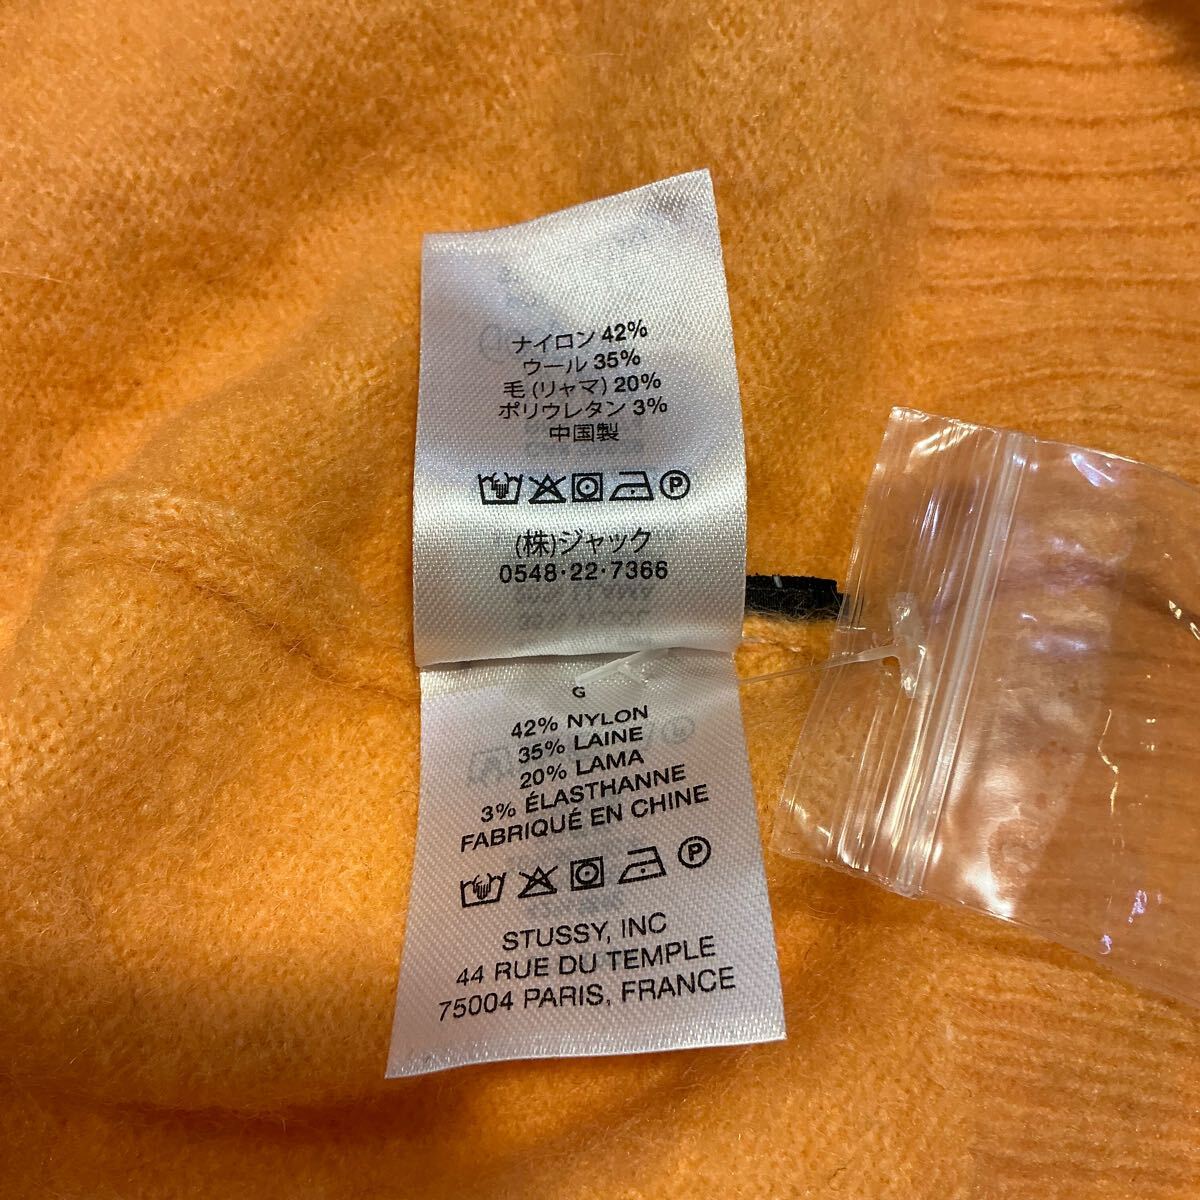 ナイロン 42%
ウール 35%
毛 (リャマ) 20%
ポリウレタン 3%
中国製
P
(株)ジャック
0548·22·7366
G
42% NYLON
35% LAINE
20% LAMA
3% ÉLASTHANNE
FABRIQUÉ EN CHINE
P
STUSSY, INC
44 RUE DU TEMPLE
75004 PARIS, FRANCE